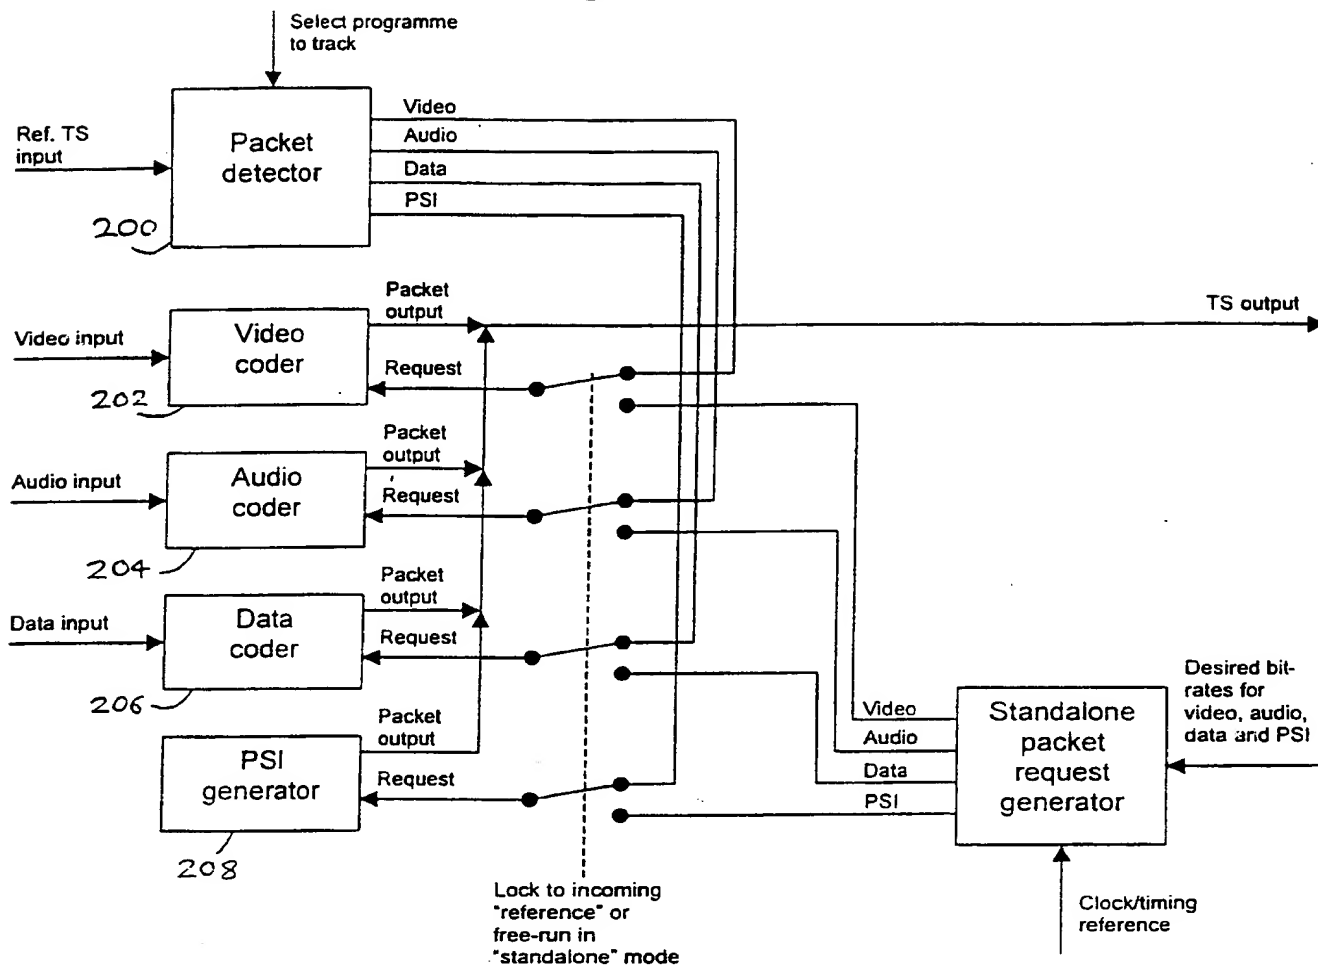 Select programme
to track
Ref. TS
input
Packet
detector
Video
Audio
Data
PSI
200
Packet
output
TS output
Video input
Video
coder
Request
202
Packet
output
Audio input
Audio
coder
Request
204
Packet
output
Data input
Data
coder
Request
206
Packet
output
PSI
generator
Request
208
Video
Audio
Data
PSI
Standalone
packet
request
generator
Desired bit-
rates for
video, audio,
data and PSI
Lock to incoming
"reference" or
free-run in
"standalone" mode
Clock/timing
reference